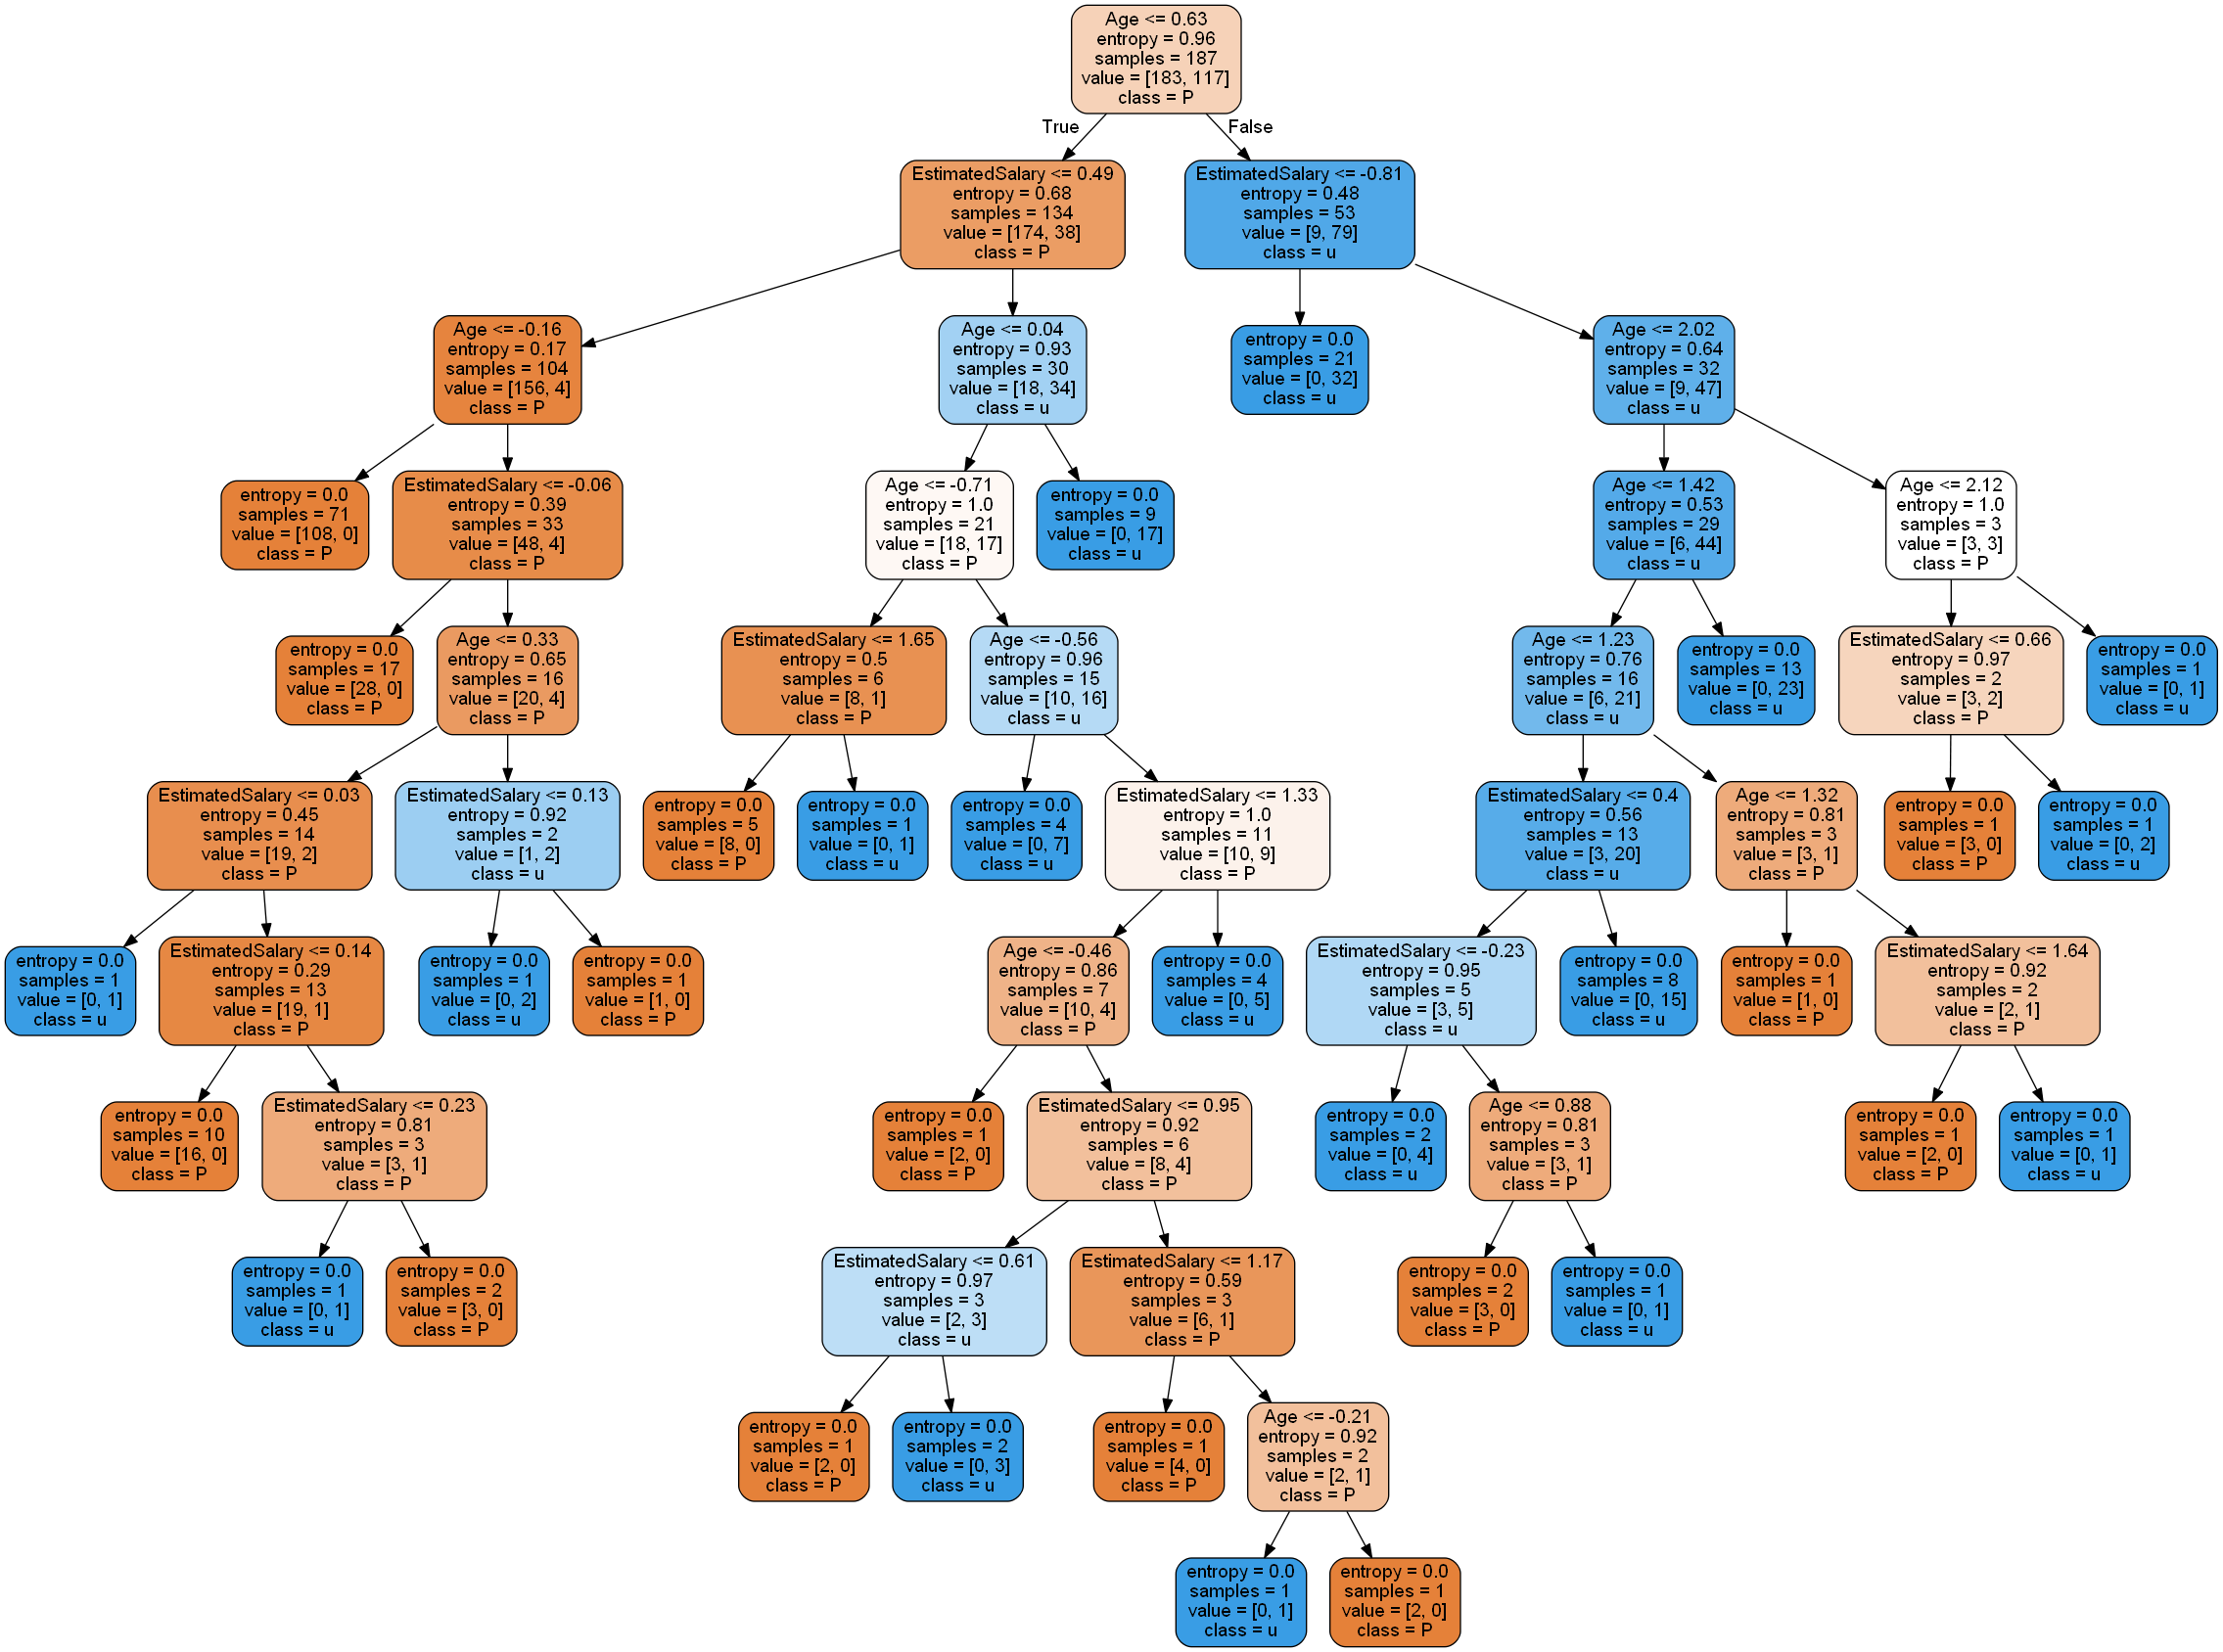 Age <= 0.63
entropy = 0.96
samples = 187
value = [183, 117]
class = P
True
False
EstimatedSalary <= 0.49
entropy = 0.68
samples = 134
value = [174, 38]
class = P
EstimatedSalary <= -0.81
entropy = 0.48
samples = 53
value = [9, 79]
class = u
Age <= -0.16
entropy = 0.17
samples = 104
value = [156, 4]
class = P
Age <= 0.04
entropy = 0.93
samples = 30
value = [18, 34]
class = u
entropy = 0.0
samples = 21
value = [0, 32]
class = u
Age <= 2.02
entropy = 0.64
samples = 32
value = [9, 47]
class = u
entropy = 0.0
samples = 71
value = [108, 0]
class = P
EstimatedSalary <= -0.06
entropy = 0.39
samples = 33
value = [48, 4]
class = P
Age <= -0.71
entropy = 1.0
samples = 21
value = [18, 17]
class = P
entropy = 0.0
samples = 9
value = [0, 17]
class = u
Age <= 1.42
entropy = 0.53
samples = 29
value = [6, 44]
class = u
Age <= 2.12
entropy = 1.0
samples = 3
value = [3, 3]
class = P
entropy = 0.0
samples = 17
value = [28, 0]
class = P
Age <= 0.33
entropy = 0.65
samples = 16
value = [20, 4]
class = P
EstimatedSalary <= 1.65
entropy = 0.5
samples = 6
value = [8, 1]
class = P
Age <= -0.56
entropy = 0.96
samples = 15
value = [10, 16]
class = u
Age <= 1.23
entropy = 0.76
samples = 16
value = [6, 21]
class = u
entropy = 0.0
samples = 13
value = [0, 23]
class = u
EstimatedSalary <= 0.66
entropy = 0.97
samples = 2
value = [3, 2]
class = P
entropy = 0.0
samples = 1
value = [0, 1]
class = u
EstimatedSalary <= 0.03
entropy = 0.45
samples = 14
value = [19, 2]
class = P
EstimatedSalary <= 0.13
entropy = 0.92
samples = 2
value = [1, 2]
class = u
entropy = 0.0
samples = 5
value = [8, 0]
class = P
entropy = 0.0
samples = 1
value = [0, 1]
class = u
entropy = 0.0
samples = 4
value = [0, 7]
class = u
EstimatedSalary <= 1.33
entropy = 1.0
samples = 11
value = [10, 9]
class = P
EstimatedSalary <= 0.4
entropy = 0.56
samples = 13
value = [3, 20]
class = u
Age <= 1.32
entropy = 0.81
samples = 3
value = [3, 1]
class = P
entropy = 0.0
samples = 1
value = [3, 0]
class = P
entropy = 0.0
samples = 1
value = [0, 2]
class = u
entropy = 0.0
samples = 1
value = [0, 1]
class = u
EstimatedSalary <= 0.14
entropy = 0.29
samples = 13
value = [19, 1]
class = P
entropy = 0.0
samples = 1
value = [0, 2]
class = u
entropy = 0.0
samples = 1
value = [1, 0]
class = P
Age <= -0.46
entropy = 0.86
samples = 7
value = [10, 4]
class = P
entropy = 0.0
samples = 4
value = [0, 5]
class = u
EstimatedSalary <= -0.23
entropy = 0.95
samples = 5
value = [3, 5]
class = u
entropy = 0.0
samples = 8
value = [0, 15]
class = u
entropy = 0.0
samples = 1
value = [1, 0]
class = P
EstimatedSalary <= 1.64
entropy = 0.92
samples = 2
value = [2, 1]
class = P
entropy = 0.0
samples = 10
value = [16, 0]
class = P
EstimatedSalary <= 0.23
entropy = 0.81
samples = 3
value = [3, 1]
class = P
entropy = 0.0
samples = 1
value = [2, 0]
class = P
EstimatedSalary <= 0.95
entropy = 0.92
samples = 6
value = [8, 4]
class = P
entropy = 0.0
samples = 2
value = [0, 4]
class = u
Age <= 0.88
entropy = 0.81
samples = 3
value = [3, 1]
class = P
entropy = 0.0
samples = 1
value = [2, 0]
class = P
entropy = 0.0
samples = 1
value = [0, 1]
class = u
entropy = 0.0
samples = 1
value = [0, 1]
class = u
entropy = 0.0
samples = 2
value = [3, 0]
class = P
EstimatedSalary <= 0.61
entropy = 0.97
samples = 3
value = [2, 3]
class = u
EstimatedSalary <= 1.17
entropy = 0.59
samples = 3
value = [6, 1]
class = P
entropy = 0.0
samples = 2
value = [3, 0]
class = P
entropy = 0.0
samples = 1
value = [0, 1]
class = u
entropy = 0.0
samples = 1
value = [2, 0]
class = P
entropy = 0.0
samples = 2
value = [0, 3]
class = u
entropy = 0.0
samples = 1
value = [4, 0]
class = P
Age <= -0.21
entropy = 0.92
samples = 2
value = [2, 1]
class = P
entropy = 0.0
samples = 1
value = [0, 1]
class = u
entropy = 0.0
samples = 1
value = [2, 0]
class = P